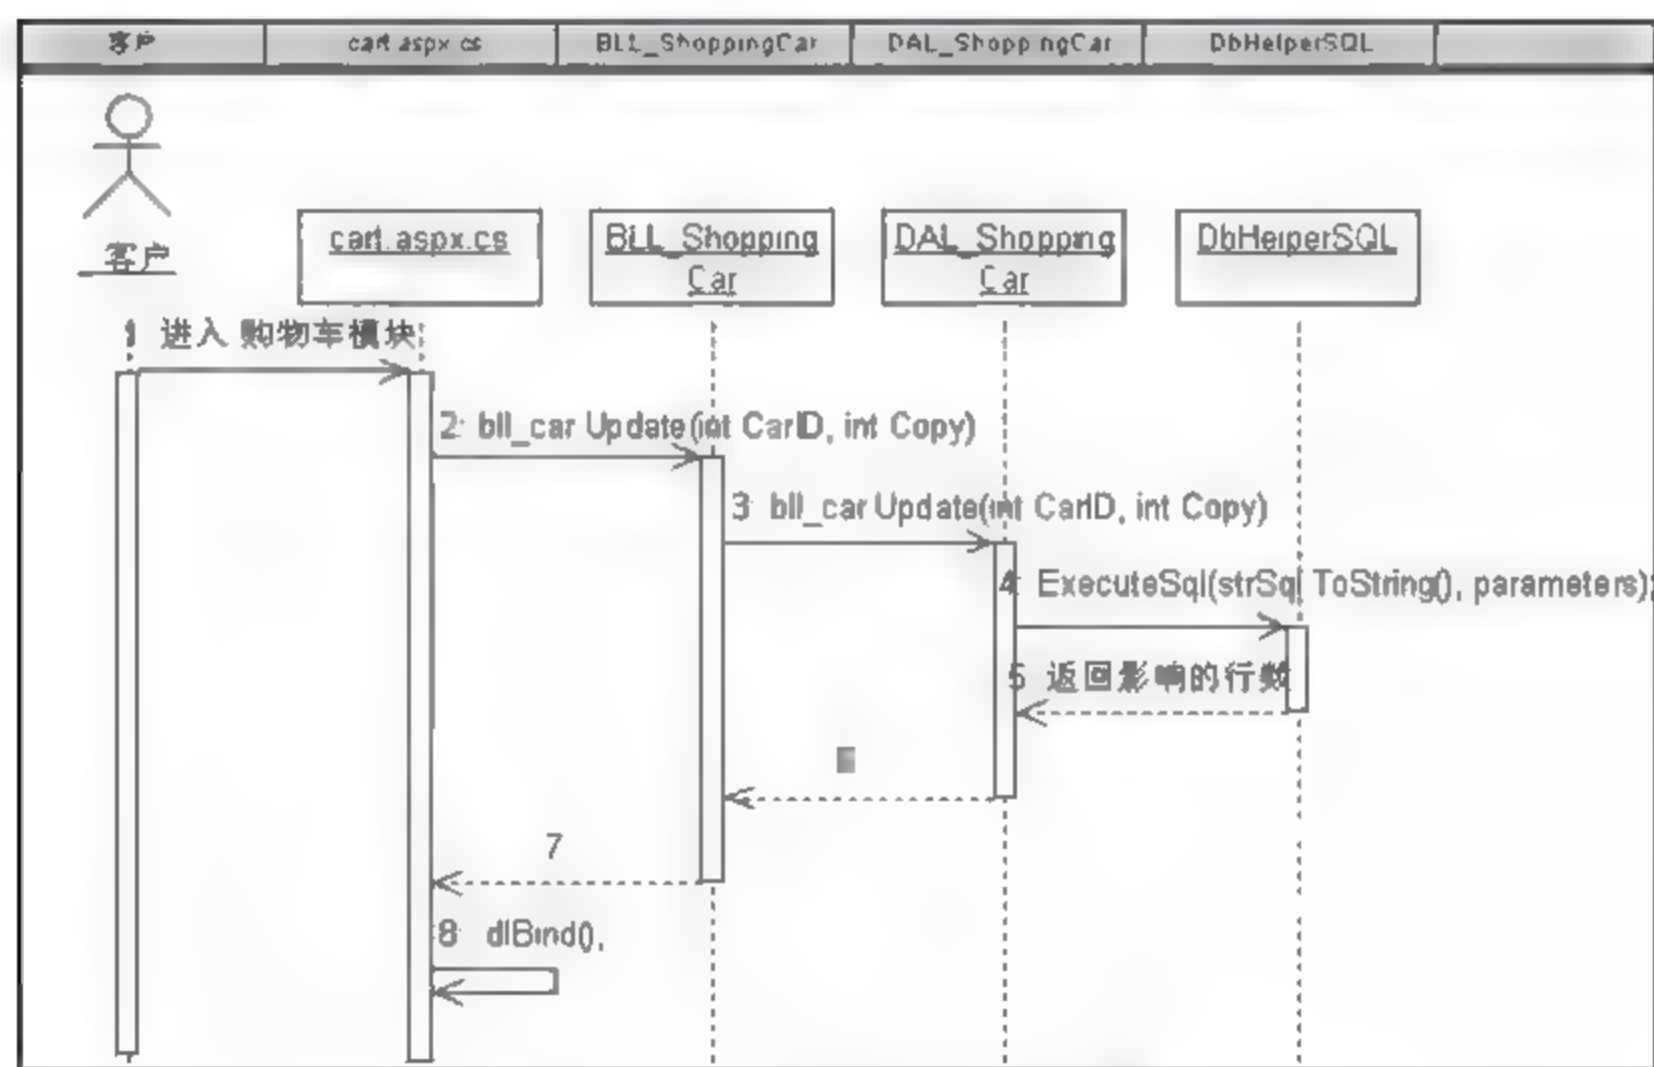 客户
cart.aspx.cs
BLL_ShoppingCar
DAL_ShoppingCar
DbHelperSQL
客户
cart.aspx.cs
BLL_Shopping
Car
DAL_Shopping
Car
DbHelperSQL
1 进入购物车模块
2: bll_car Update(int CarID, int Copy)
3 bll_car Update(int CarID, int Copy)
4 ExecuteSql(strSql ToString(), parameters);
5 返回影响的行数
7
8 dlBind(),